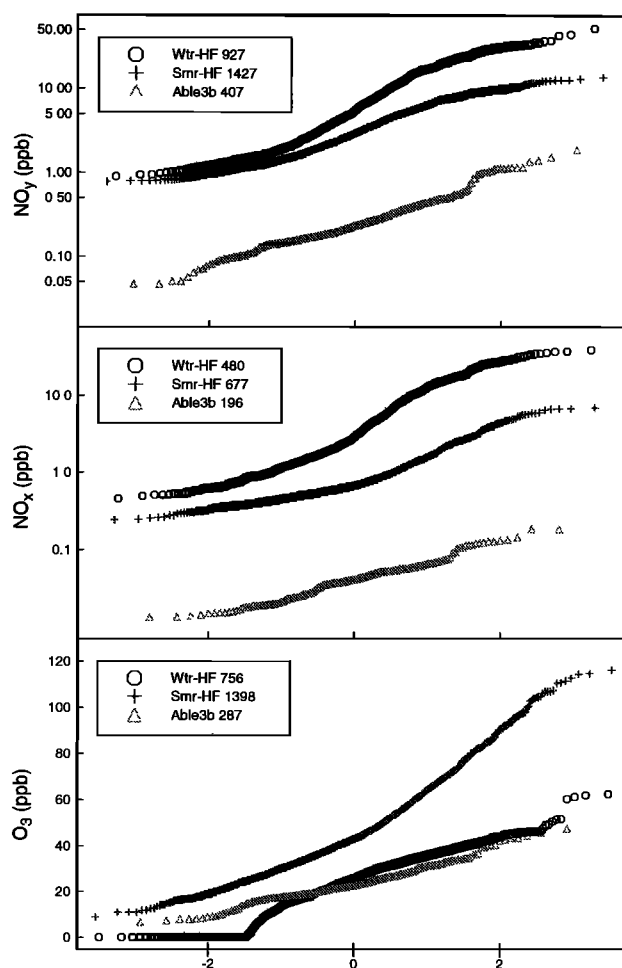 50.00
10 00
5 00
1.00
0 50
0.10
0.05
NOy (ppb)
Wtr-HF 927
Smr-HF 1427
Able3b 407
10 0
1 0
0.1
NOx (ppb)
Wtr-HF 480
Smr-HF 677
Able3b 196
120
100
80
60
40
20
0
O3 (ppb)
Wtr-HF 756
Smr-HF 1398
Able3b 287
-2
0
2